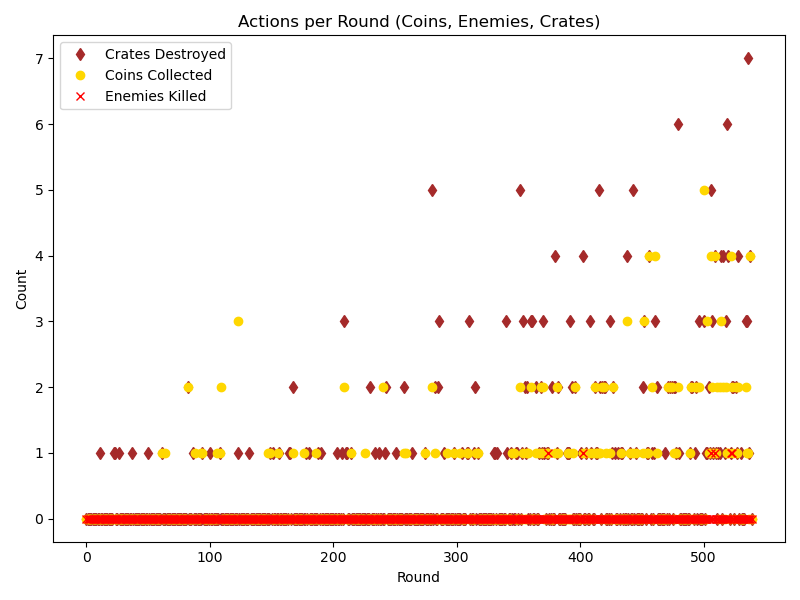 Actions per Round (Coins, Enemies, Crates)
Crates Destroyed
Coins Collected
Enemies Killed
7
6
5
4
3
2
1
0
Count
0 100 200 300 400 500
Round